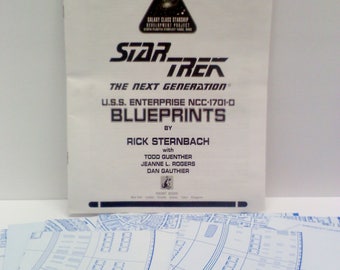 GALAXY CLASS STARSHIP
DEVELOPMENT PROJECT
STAR TREK
THE NEXT GENERATION
U.S.S. ENTERPRISE NCC-1701-D
BLUEPRINTS
BY
RICK STERNBACH
with
TODD GUENTHER
JEANNE L. ROGERS
DAN GAUTHIER